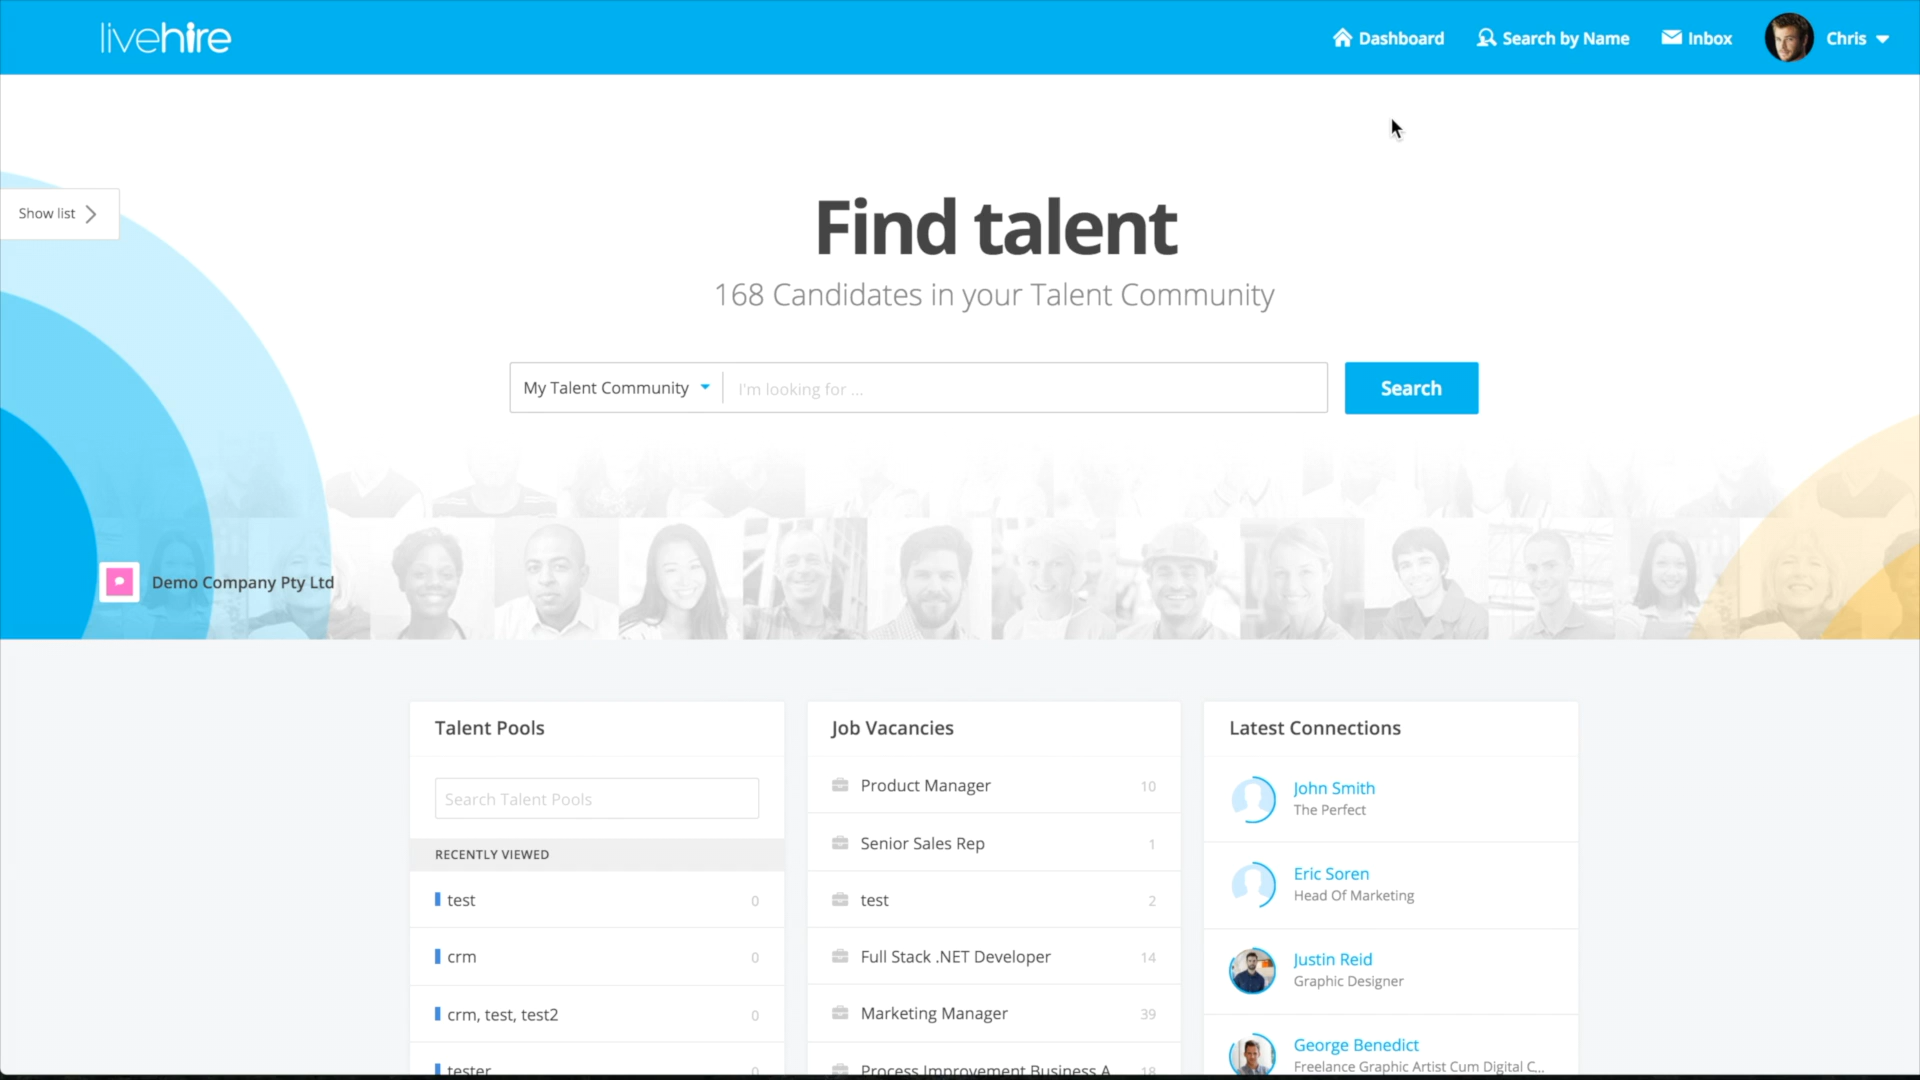 livehire
Dashboard
Search by Name
Inbox
Chris
Show list
Find talent
168 Candidates in your Talent Community
My Talent Community
I'm looking for ...
Search
Demo Company Pty Ltd
Talent Pools
Search Talent Pools
RECENTLY VIEWED
test 0
crm 0
crm, test, test2 0
tester 0
Job Vacancies
Product Manager 10
Senior Sales Rep 1
test 2
Full Stack .NET Developer 14
Marketing Manager 39
Process Improvement Business A 18
Latest Connections
John Smith
The Perfect
Eric Soren
Head Of Marketing
Justin Reid
Graphic Designer
George Benedict
Freelance Graphic Artist Cum Digital C...